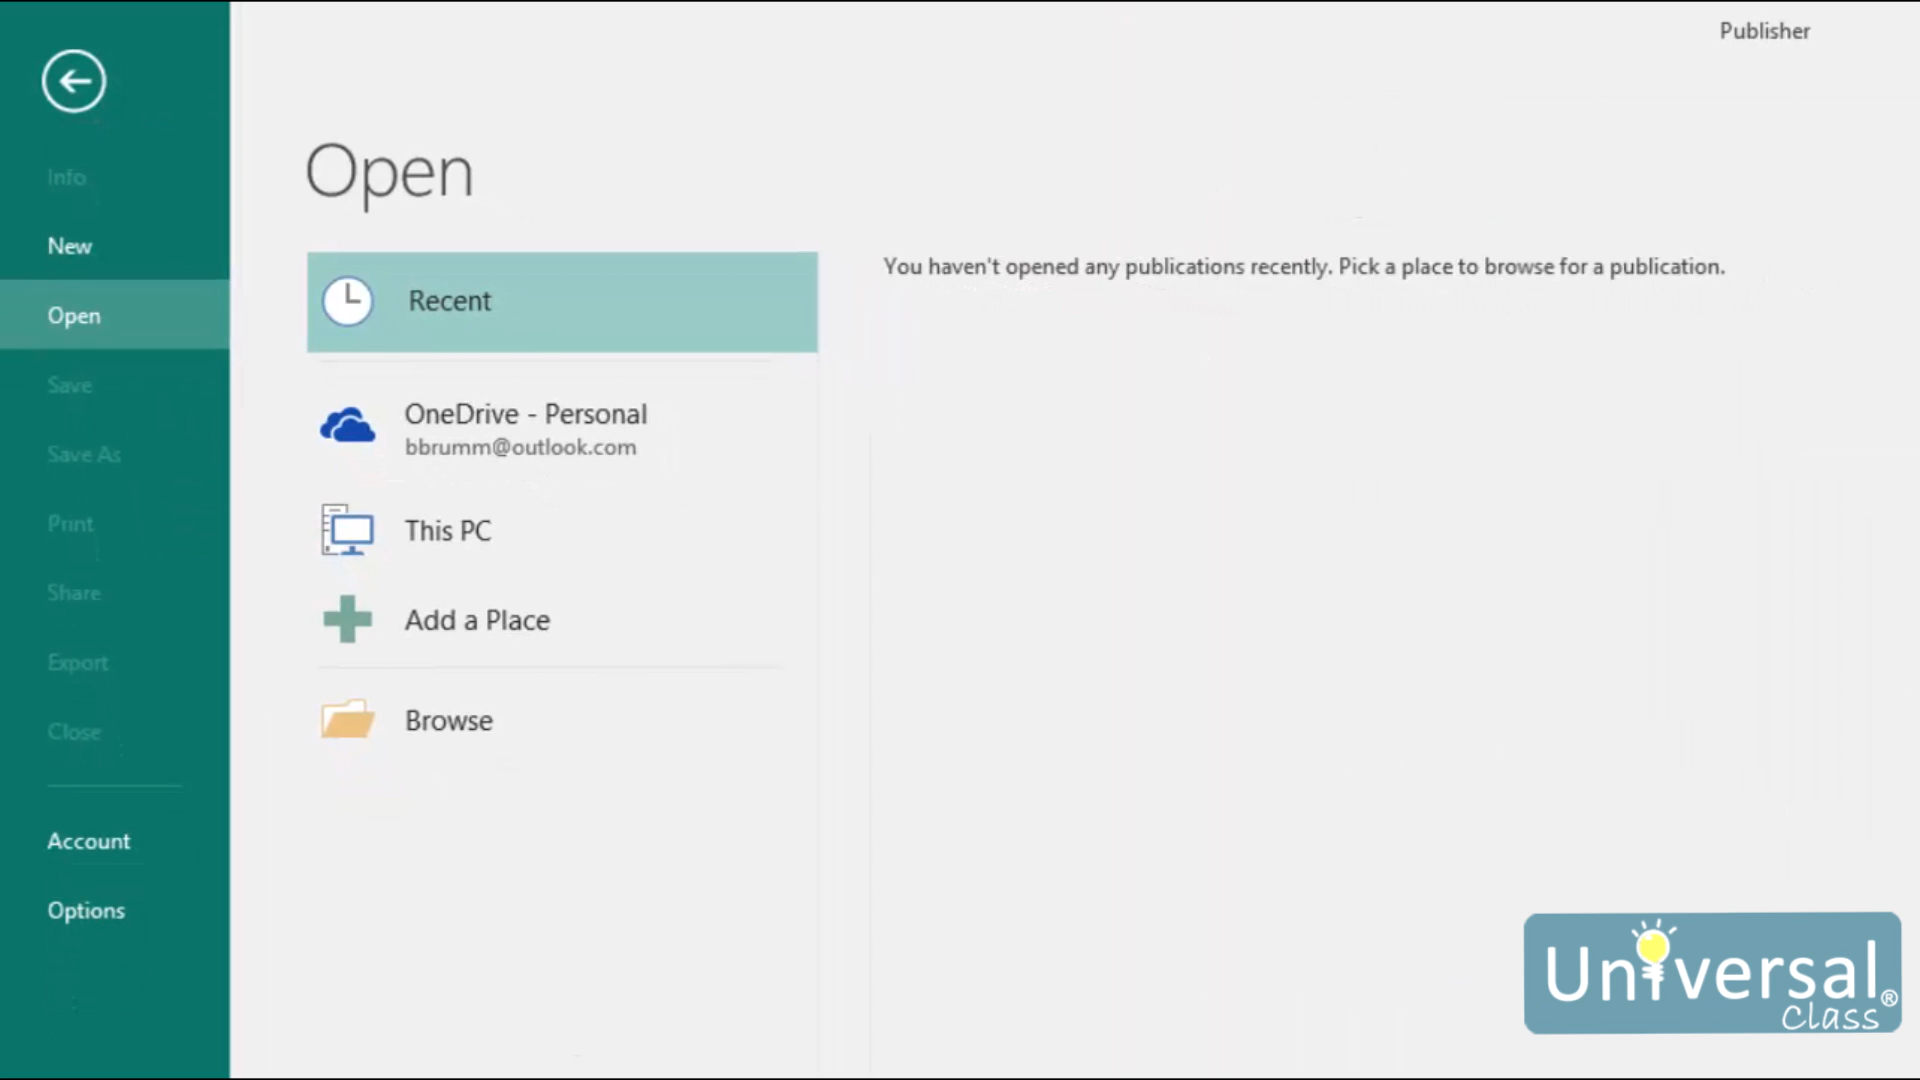 Publisher
Info
New
Open
Save
Save As
Print
Share
Export
Close
Account
Options
Open
Recent
OneDrive - Personal
bbrumm@outlook.com
This PC
Add a Place
Browse
You haven't opened any publications recently. Pick a place to browse for a publication.
Universal®
Class